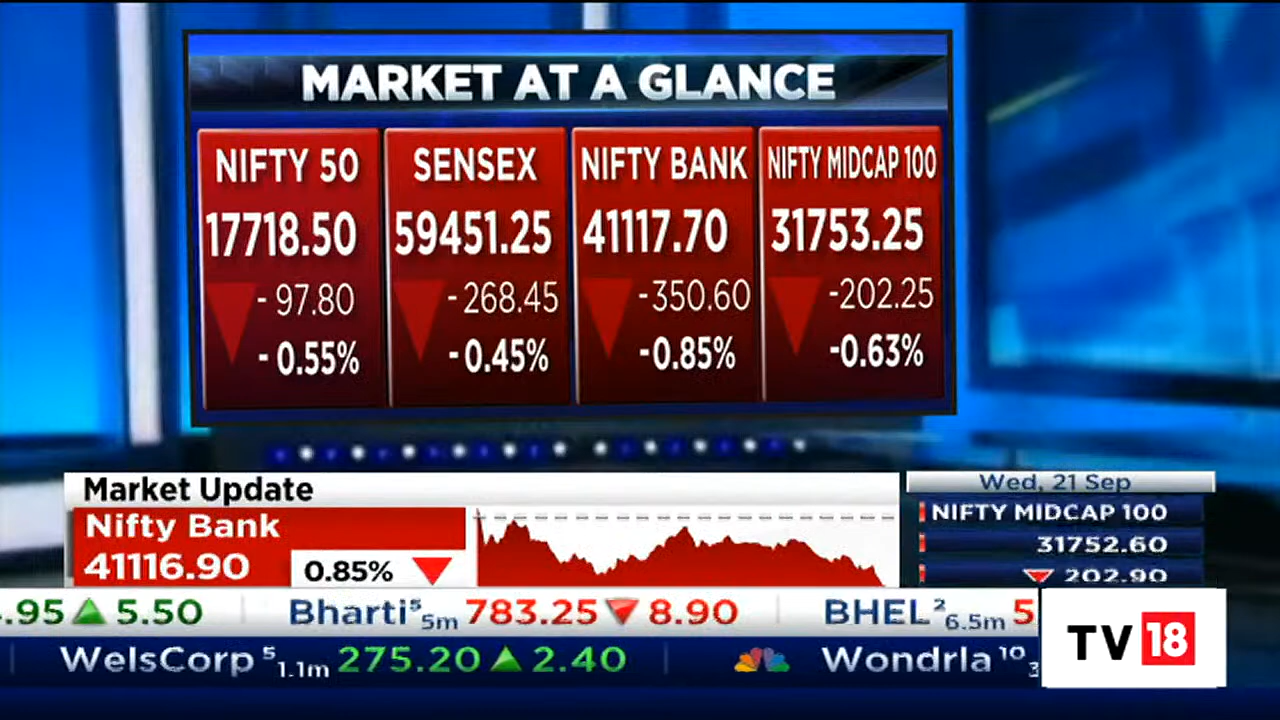 MARKET AT A GLANCE
NIFTY 50
17718.50
-97.80
-0.55%
SENSEX
59451.25
-268.45
-0.45%
NIFTY BANK
41117.70
-350.60
-0.85%
NIFTY MIDCAP 100
31753.25
-202.25
-0.63%
Market Update
Nifty Bank
41116.90
0.85%
Wed, 21 Sep
NIFTY MIDCAP 100
31752.60
202.90
.95 5.50 Bharti 5 5m 783.25 8.90 BHEL 2 6.5m 5
WelsCorp 5 1.1m 275.20 2.40 Wondrla 10 3
TV18